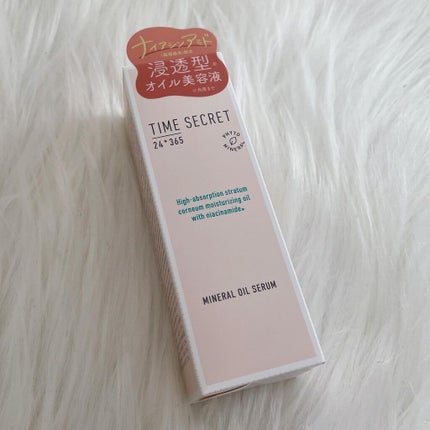 ナイアシンアミド
浸透型
オイル美容液
TIME SECRET
24*365
PHYTO
MINERAL
High-absorption stratum
corneum moisturizing oil
with niacinamide.
MINERAL OIL SERUM